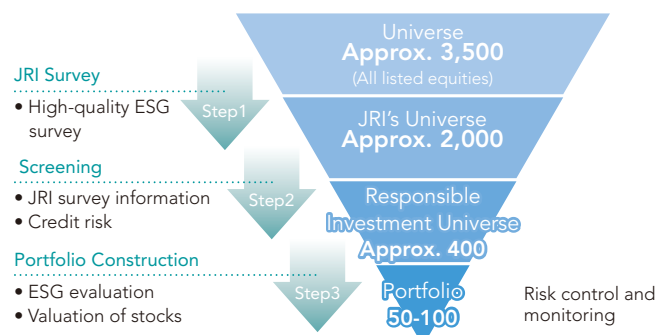 Universe
Approx. 3,500
(All listed equities)
JRI Survey
• High-quality ESG
survey
Step1
JRI's Universe
Approx. 2,000
Screening
• JRI survey information
• Credit risk
Step2
Responsible
Investment Universe
Approx. 400
Portfolio Construction
• ESG evaluation
• Valuation of stocks
Step3
Portfolio
50-100
Risk control and
monitoring